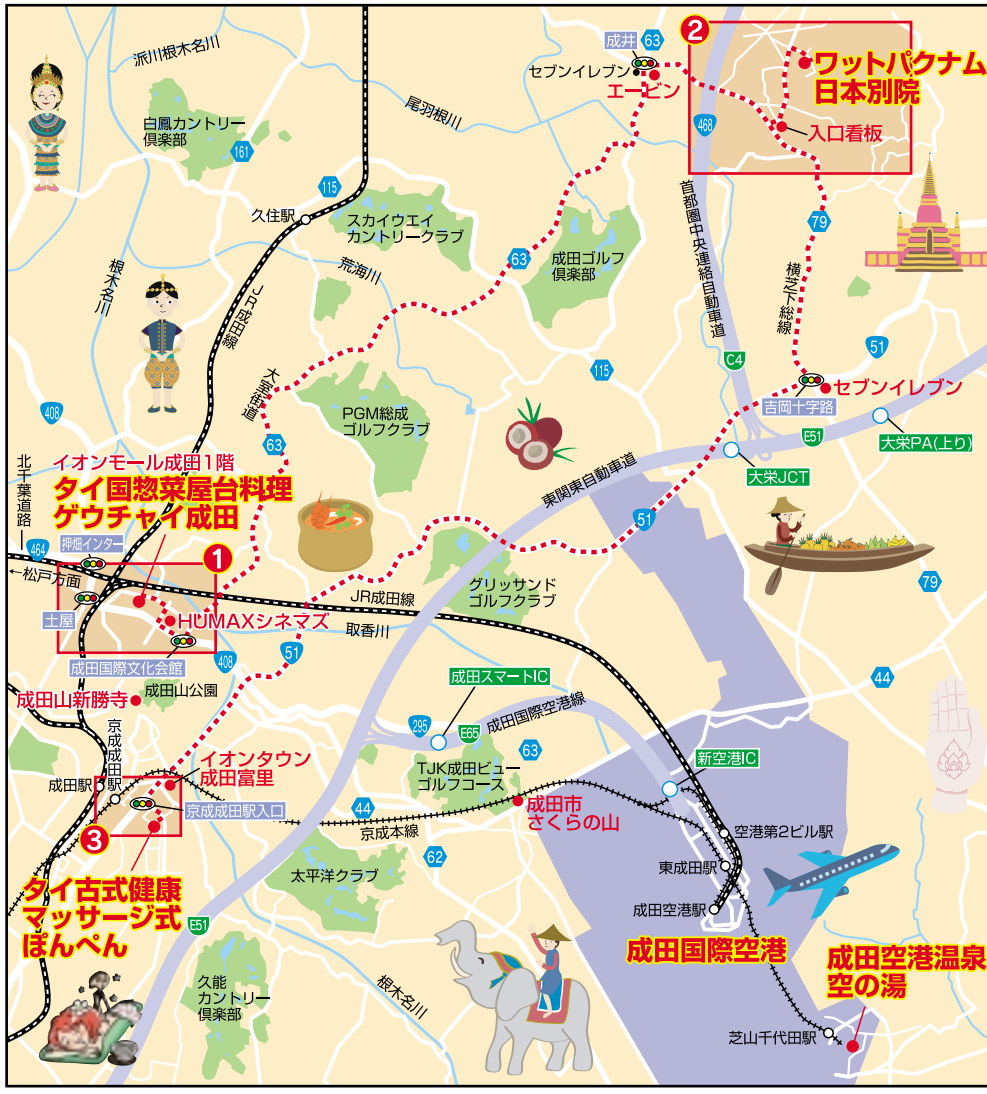 派川根木名川
白鳳カントリー
倶楽部
161
115
久住駅
スカイウエイ
カントリークラブ
尾羽根川
荒海川
根木名川
JR成田線
成井
63
セブンイレブン
エービン
2
ワットパクナム
日本別院
入口看板
468
首都圏中央連絡自動車道
79
横芝下総線
63
成田ゴルフ
倶楽部
C4
51
115
セブンイレブン
吉岡十字路
E51
大栄PA(上り)
大栄JCT
東関東自動車道
408
大室街道
63
PGM総成
ゴルフクラブ
北千葉道路
イオンモール成田1階
タイ国惣菜屋台料理
ゲウチャイ成田
464
押畑インター
←松戸方面
1
土屋
HUMAXシネマズ
成田国際文化会館
JR成田線
取香川
グリッサンド
ゴルフクラブ
51
79
408
51
成田山公園
成田山新勝寺
成田スマートIC
295
E65
成田国際空港線
44
63
新空港IC
TJK成田ビュー
ゴルフコース
成田市
さくらの山
京成成田駅
成田駅
イオンタウン
成田富里
京成成田駅入口
3
44
京成本線
62
太平洋クラブ
空港第2ビル駅
東成田駅
成田空港駅
成田国際空港
タイ古式健康
マッサージ式
ぽんぺん
E51
久能
カントリー
倶楽部
根木名川
成田空港温泉
空の湯
芝山千代田駅